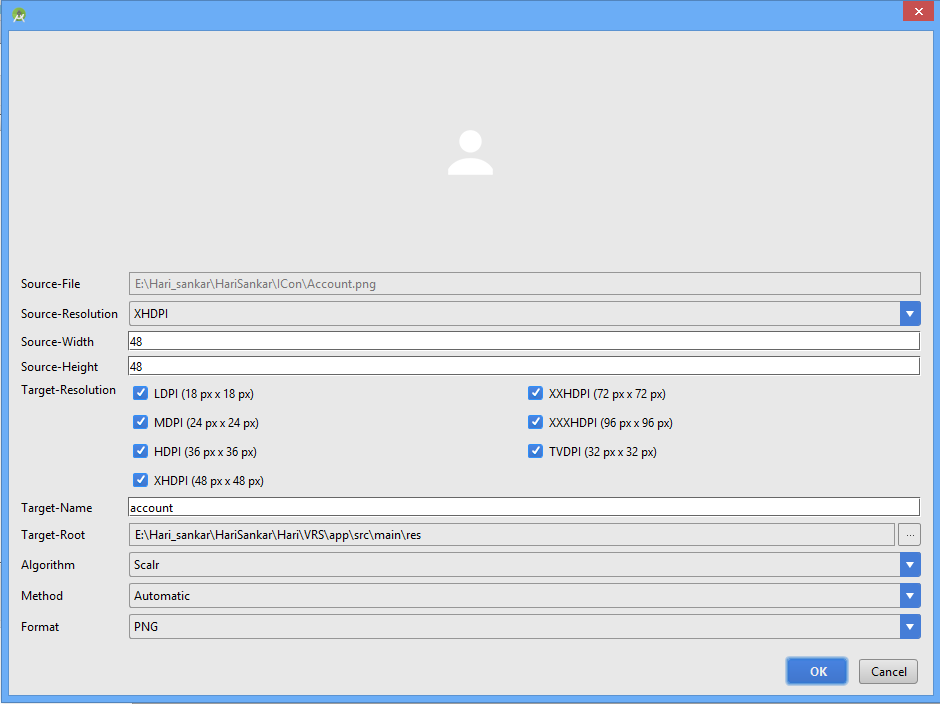 Source-File E:\Hari_sankar\HariSankar\ICon\Account.png
Source-Resolution XHDPI
Source-Width 48
Source-Height 48
Target-Resolution LDPI (18 px x 18 px) XXHDPI (72 px x 72 px)
MDPI (24 px x 24 px) XXXHDPI (96 px x 96 px)
HDPI (36 px x 36 px) TVDPI (32 px x 32 px)
XHDPI (48 px x 48 px)
Target-Name account
Target-Root E:\Hari_sankar\HariSankar\Hari\VRS\app\src\main\res ...
Algorithm Scalr
Method Automatic
Format PNG
OK Cancel